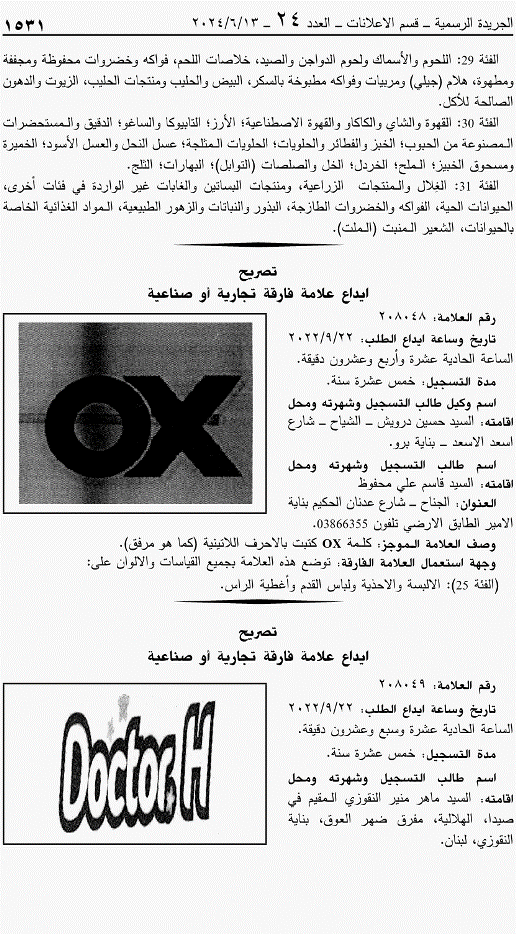 الجريدة الرسمية ــ قسم الاعلانات ــ العدد ٢٤ ــ ٢٠٢٤/٦/١٣
١٥٣١
الفئة 29: اللحوم والأسماك ولحوم الدواجن والصيد، خلاصات اللحم، فواكه وخضروات محفوظة ومجففة
ومطهوة، هلام (جيلي) ومربيات وفواكه مطبوخة بالسكر، البيض والحليب ومنتجات الحليب، الزيوت والدهون
الصالحة للأكل.
الفئة 30: القهوة والشاي والكاكاو والقهوة الاصطناعية؛ الأرز؛ التابيوكا والساغو؛ الدقيق والمستحضرات
المصنوعة من الحبوب؛ الخبز والفطائر والحلويات؛ الحلويات المثلجة؛ عسل النحل والعسل الأسود؛ الخميرة
ومسحوق الخبيز؛ الملح؛ الخردل؛ الخل والصلصات (التوابل)؛ البهارات؛ الثلج.
الفئة 31: الغلال والمنتجات الزراعية، ومنتجات البساتين والغابات غير الواردة في فئات أخرى،
الحيوانات الحية، الفواكه والخضروات الطازجة، البذور والنباتات والزهور الطبيعية، المواد الغذائية الخاصة
بالحيوانات، الشعير المنبت (الملت).
تصريح
ايداع علامة فارقة تجارية أو صناعية
رقم العلامة: ٢٠٨٠٤٨
تاريخ وساعة ايداع الطلب: ٢٠٢٢/٩/٢٢
الساعة الحادية عشرة وأربع وعشرون دقيقة.
مدة التسجيل: خمس عشرة سنة.
اسم وكيل طالب التسجيل وشهرته ومحل
اقامته: السيد حسين درويش ــ الشياح ــ شارع
اسعد الاسعد ــ بناية برو.
اسم طالب التسجيل وشهرته ومحل
اقامته: السيد قاسم علي محفوظ
العنوان: الجناح ــ شارع عدنان الحكيم بناية
الامير الطابق الارضي تلفون 03866355.
OX
وصف العلامة الموجز: كلمة OX كتبت بالاحرف اللاتينية (كما هو مرفق).
وجهة استعمال العلامة الفارقة: توضع هذه العلامة بجميع القياسات والالوان على:
(الفئة 25): الالبسة والاحذية ولباس القدم وأغطية الراس.
تصريح
ايداع علامة فارقة تجارية أو صناعية
رقم العلامة: ٢٠٨٠٤٩
تاريخ وساعة ايداع الطلب: ٢٠٢٢/٩/٢٢
الساعة الحادية عشرة وسبع وعشرون دقيقة.
مدة التسجيل: خمس عشرة سنة.
اسم طالب التسجيل وشهرته ومحل
اقامته: السيد ماهر منير النقوزي المقيم في
صيدا، الهلالية، مفرق ضهر العوق، بناية
النقوزي، لبنان.
Doctor.H